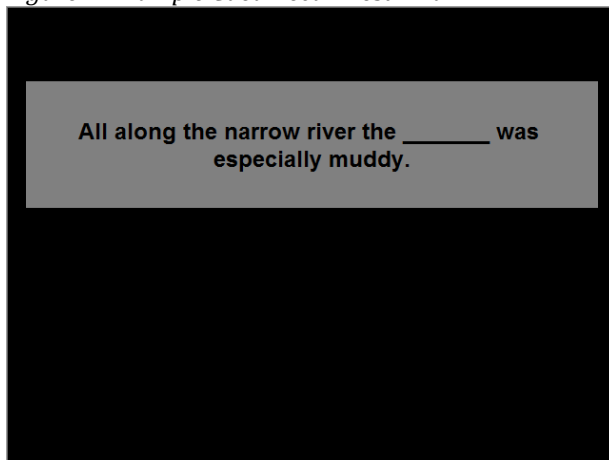 All along the narrow river the _______ was
especially muddy.